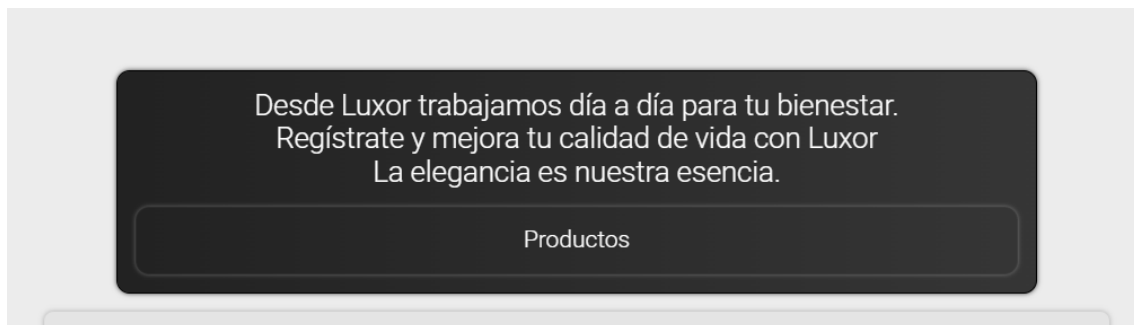 Desde Luxor trabajamos día a día para tu bienestar.
Regístrate y mejora tu calidad de vida con Luxor
La elegancia es nuestra esencia.
Productos